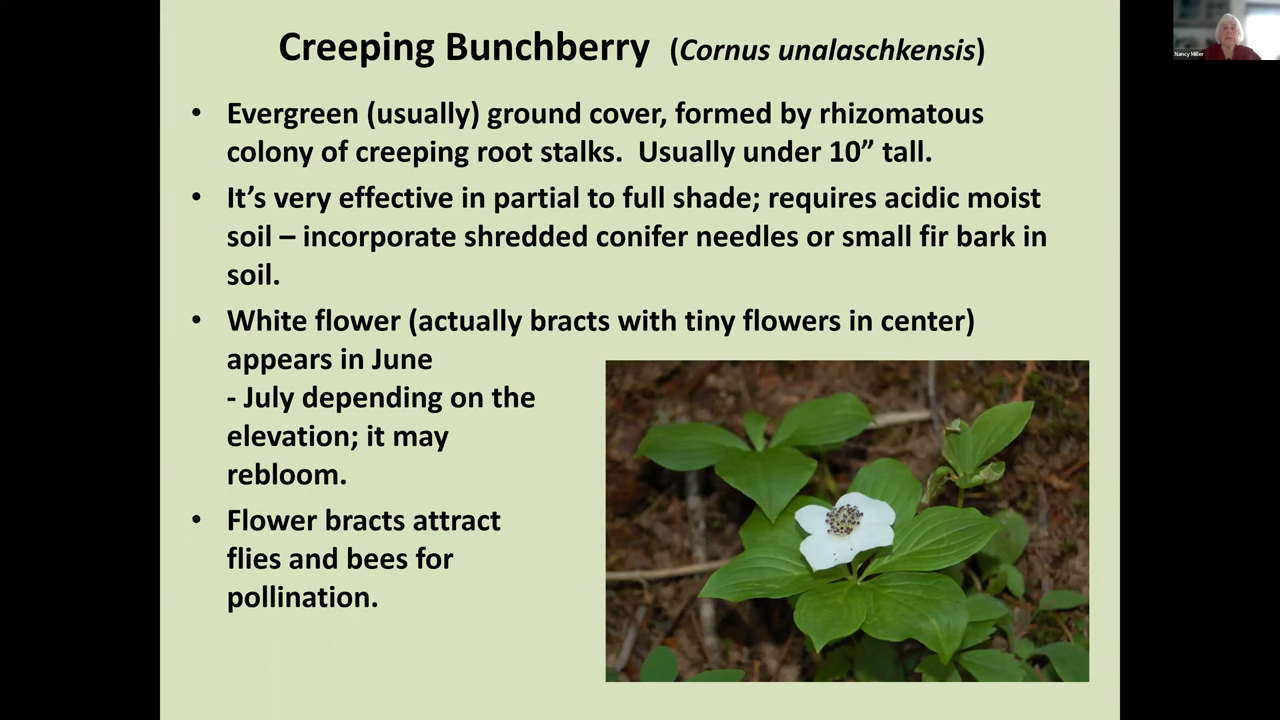 Creeping Bunchberry (Cornus unalaschkensis)
• Evergreen (usually) ground cover, formed by rhizomatous
colony of creeping root stalks. Usually under 10” tall.
• It’s very effective in partial to full shade; requires acidic moist
soil – incorporate shredded conifer needles or small fir bark in
soil.
• White flower (actually bracts with tiny flowers in center)
appears in June
- July depending on the
elevation; it may
rebloom.
• Flower bracts attract
flies and bees for
pollination.
Nancy Miller